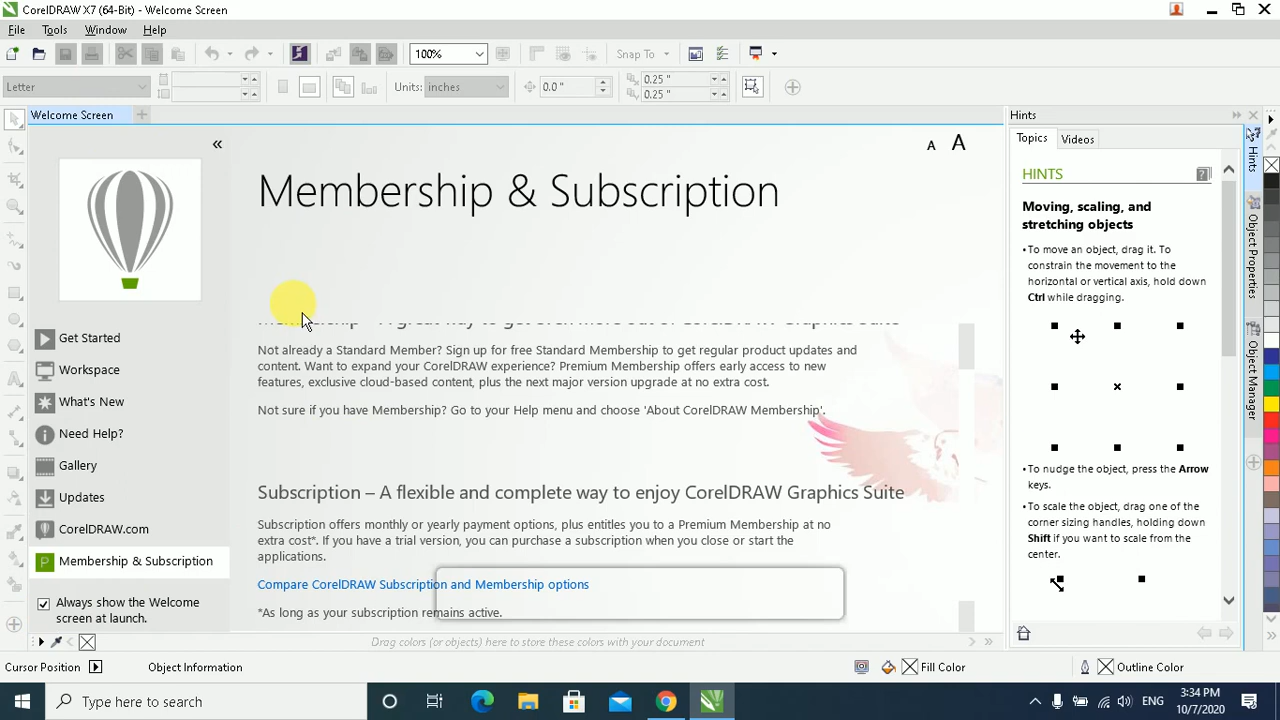 CorelDRAW X7 (64-Bit) - Welcome Screen
File Tools Window Help
100% Snap To
Letter Units: inches 0.0 " 0.25 "
0.25 "
Welcome Screen
Hints
A A
Topics Videos
Membership & Subscription
HINTS
Moving, scaling, and
stretching objects
• To move an object, drag it. To
constrain the movement to the
horizontal or vertical axis, hold down
Ctrl while dragging.
Get Started
Workspace
What's New
Need Help?
Gallery
Updates
CorelDRAW.com
Membership & Subscription
Always show the Welcome
screen at launch.
Membership – A great way to get even more out of CorelDRAW Graphics Suite
Not already a Standard Member? Sign up for free Standard Membership to get regular product updates and
content. Want to expand your CorelDRAW experience? Premium Membership offers early access to new
features, exclusive cloud-based content, plus the next major version upgrade at no extra cost.
Not sure if you have Membership? Go to your Help menu and choose 'About CorelDRAW Membership'.
Subscription – A flexible and complete way to enjoy CorelDRAW Graphics Suite
Subscription offers monthly or yearly payment options, plus entitles you to a Premium Membership at no
extra cost*. If you have a trial version, you can purchase a subscription when you close or start the
applications.
Compare CorelDRAW Subscription and Membership options
*As long as your subscription remains active.
• To nudge the object, press the Arrow
keys.
• To scale the object, drag one of the
corner sizing handles, holding down
Shift if you want to scale from the
center.
Hints
Object Properties
Object Manager
Drag colors (or objects) here to store these colors with your document
Cursor Position Object Information Fill Color Outline Color
Type here to search
ENG
3:34 PM
10/7/2020